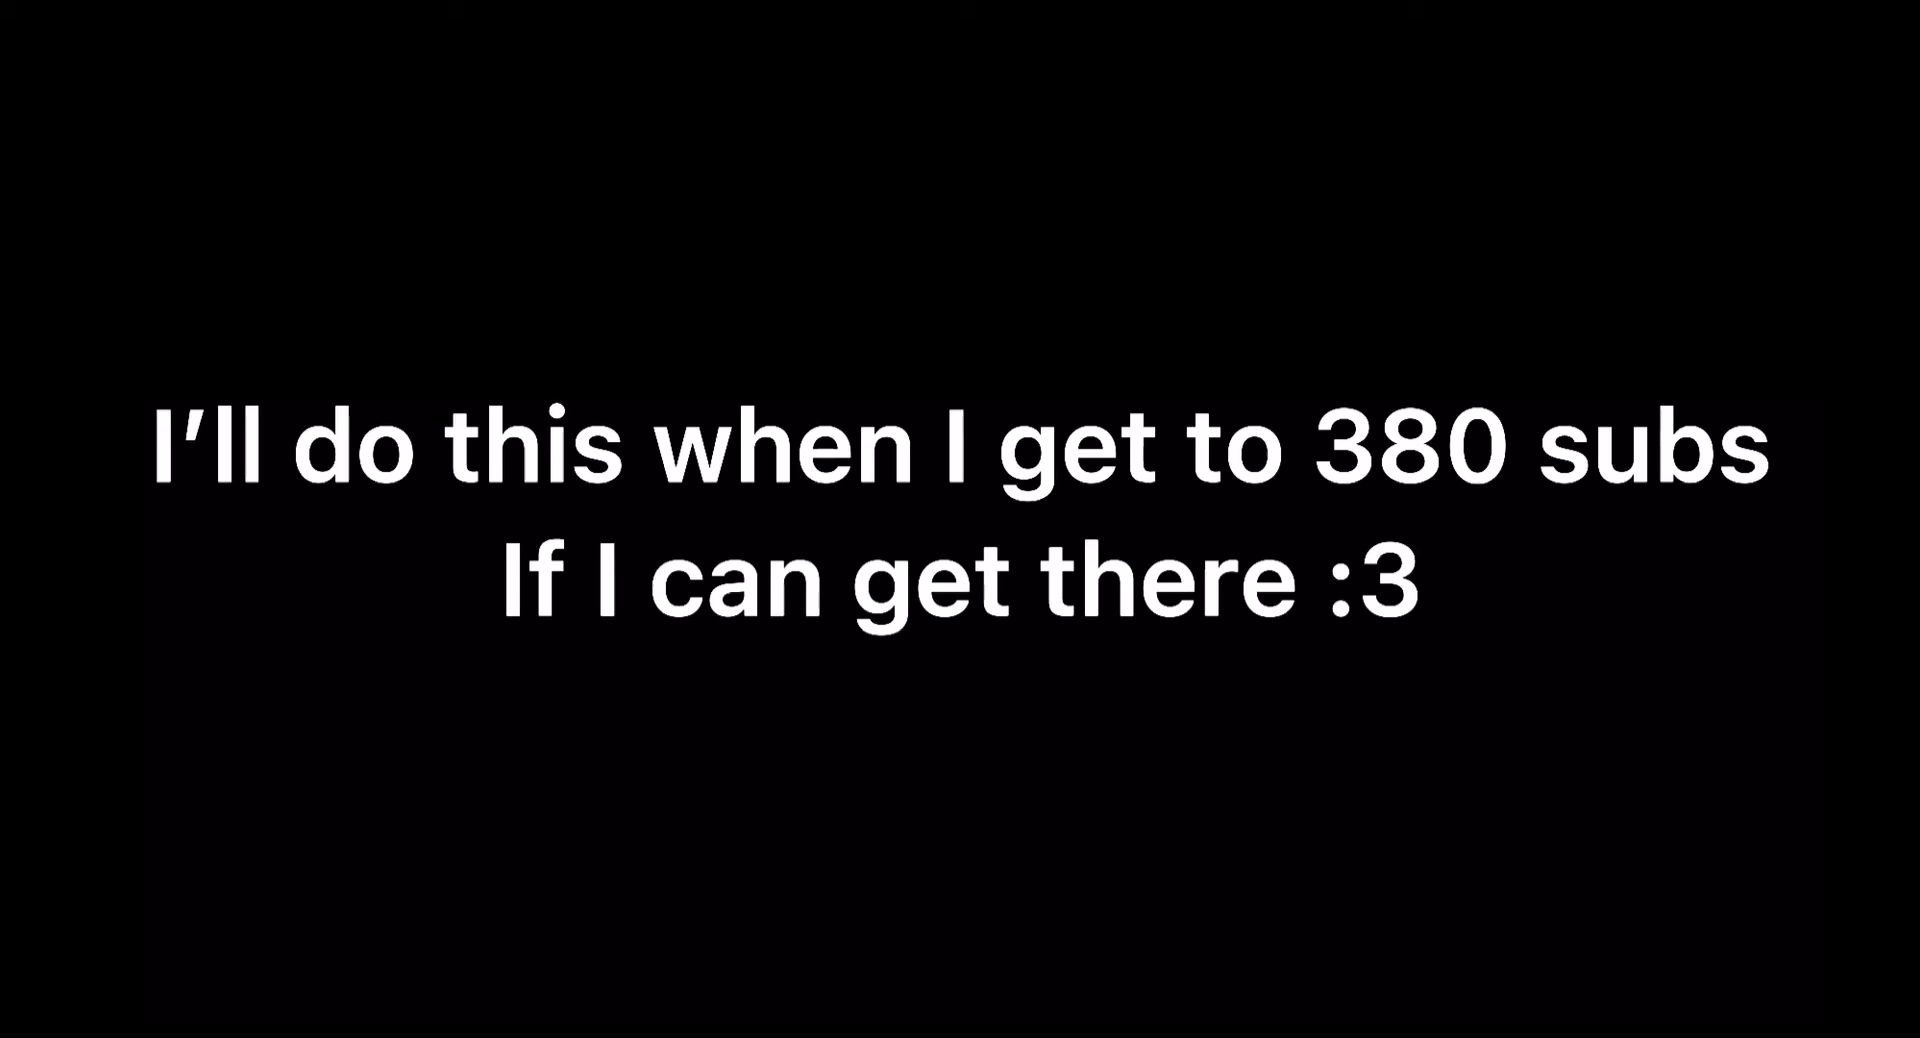 I’ll do this when I get to 380 subs
If I can get there :3